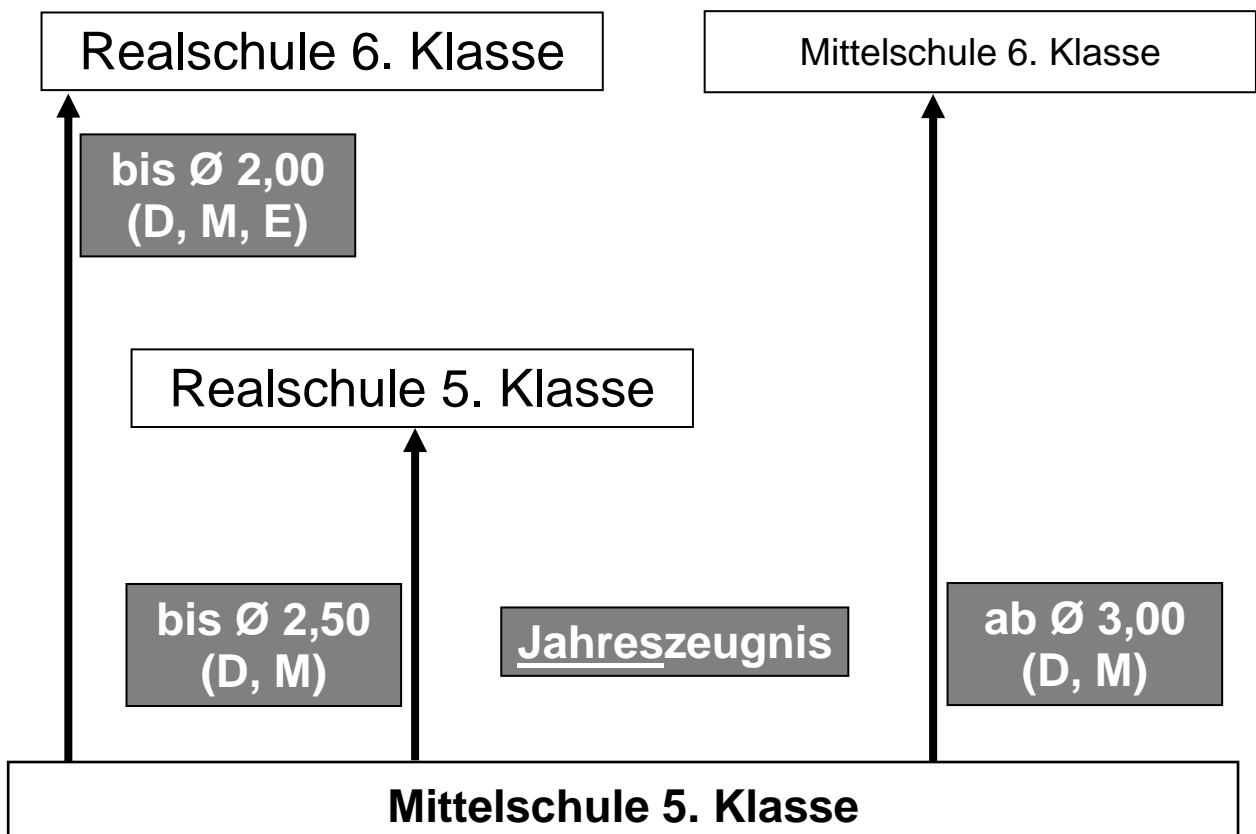 Realschule 6. Klasse
Mittelschule 6. Klasse
bis Ø 2,00
(D, M, E)
Realschule 5. Klasse
bis Ø 2,50
(D, M)
Jahreszeugnis
ab Ø 3,00
(D, M)
Mittelschule 5. Klasse